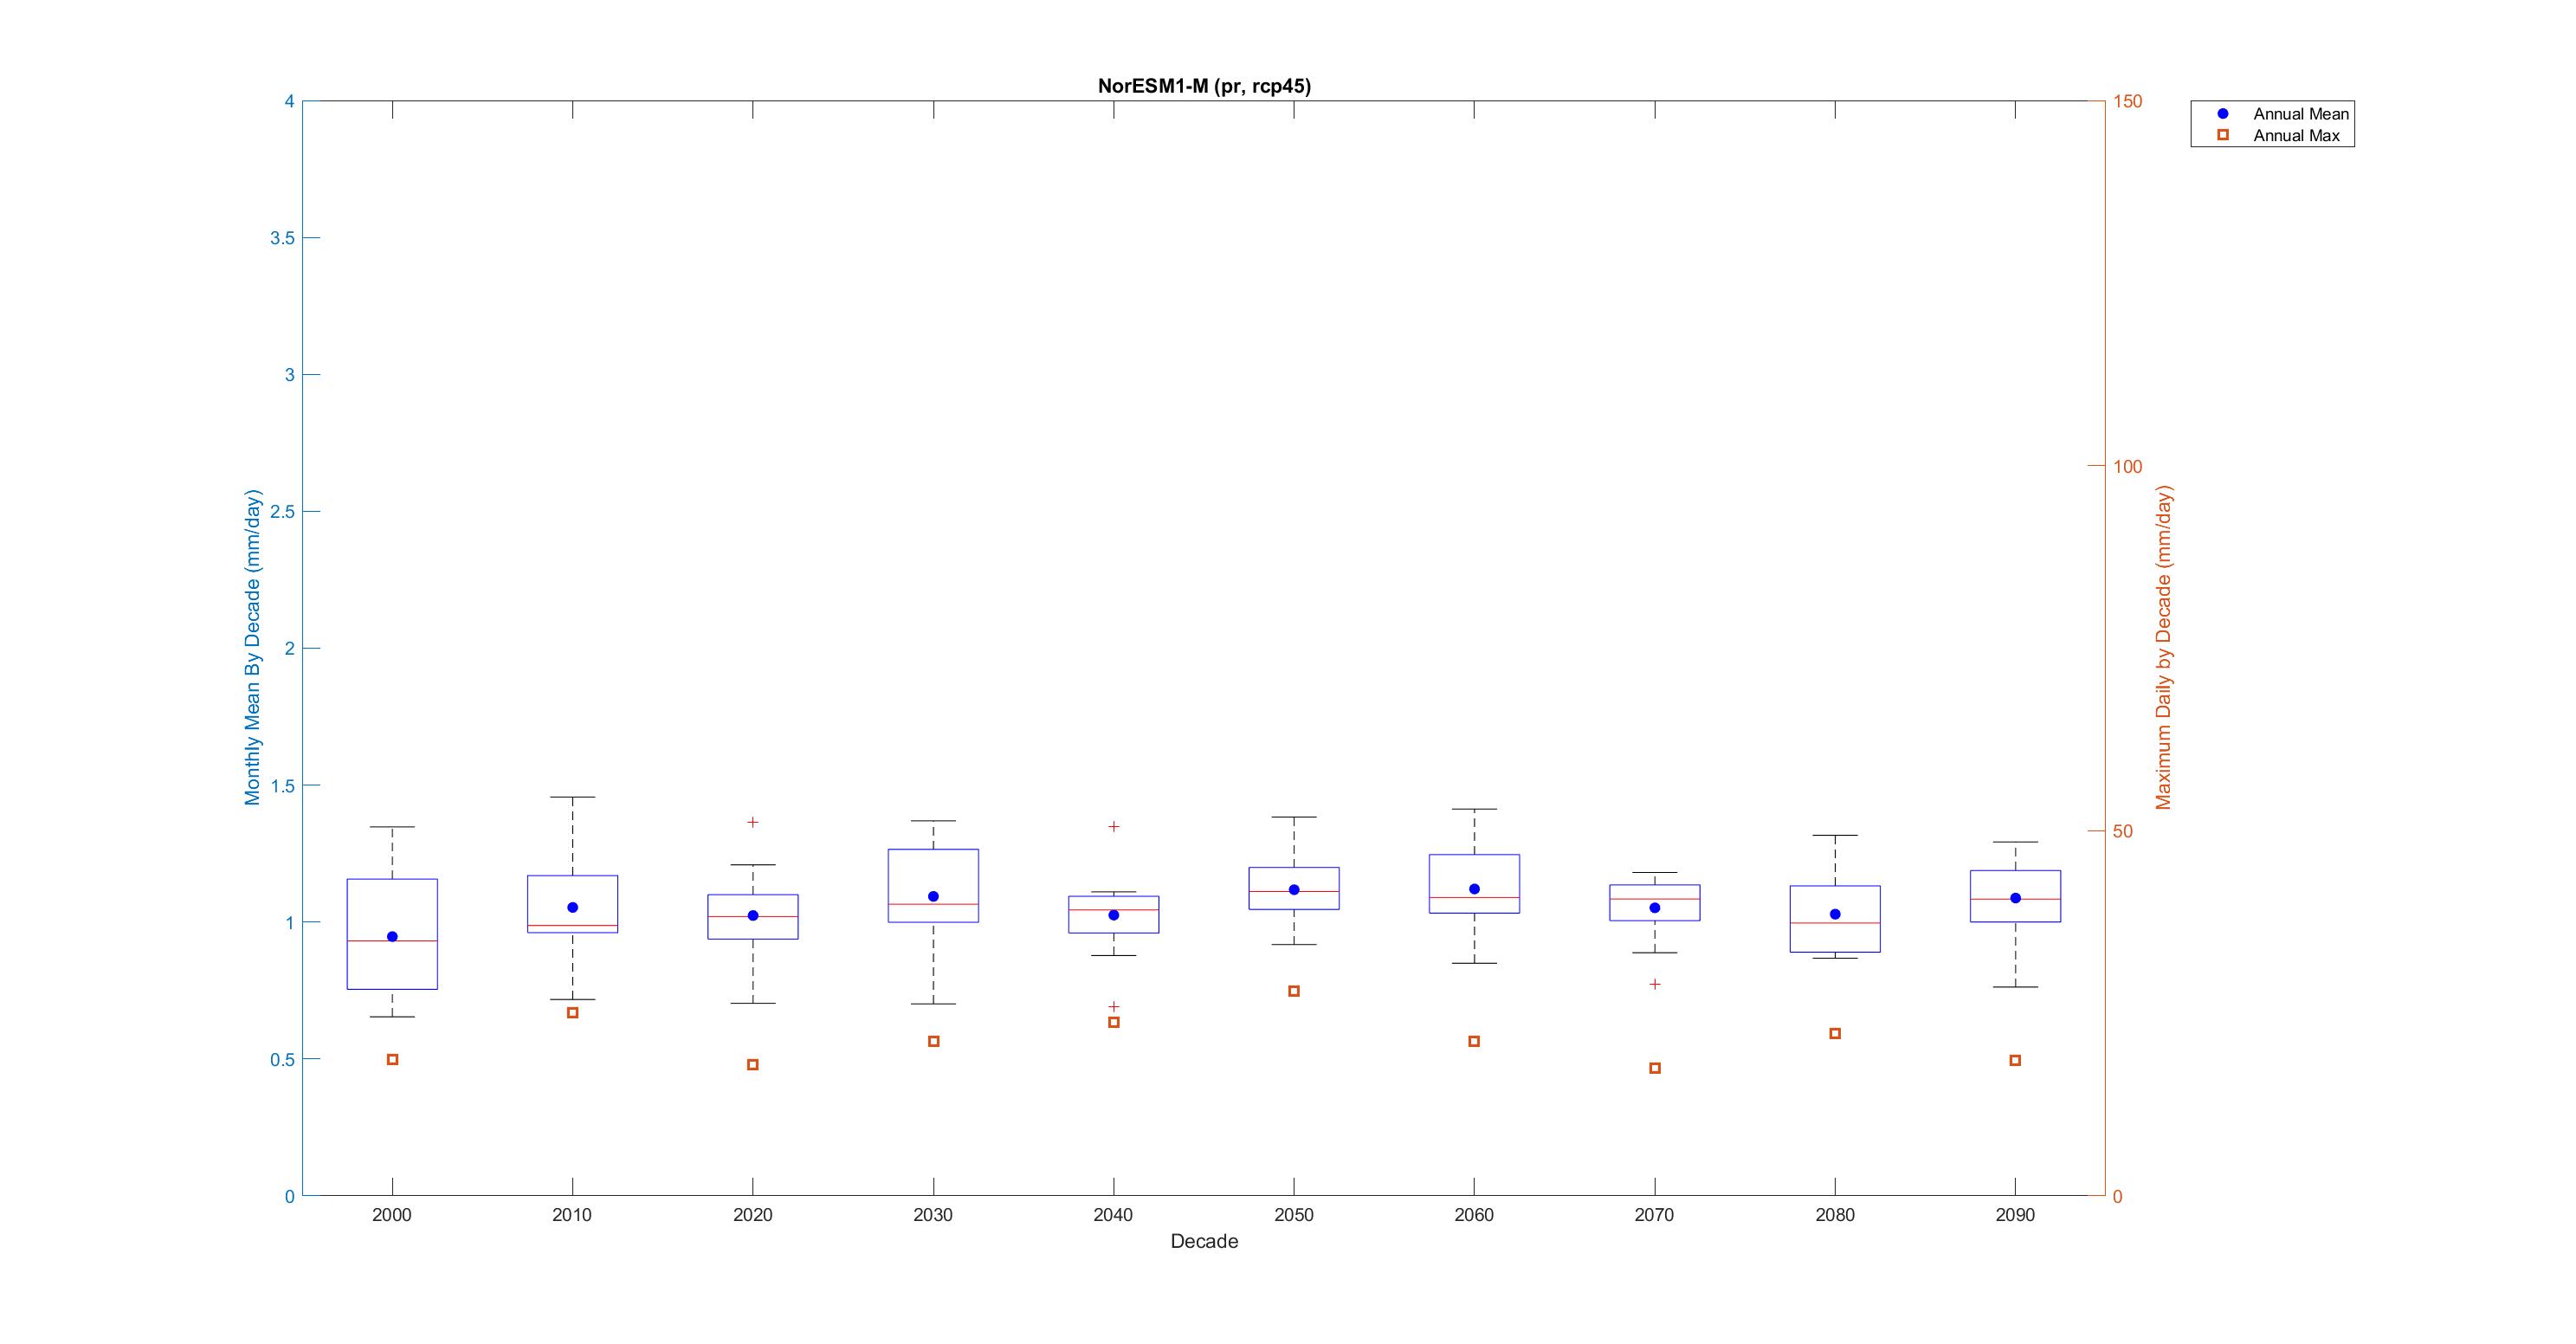 NorESM1-M (pr, rcp45)
Annual Mean
Annual Max
Monthly Mean By Decade (mm/day)
4
3.5
3
2.5
2
1.5
1
0.5
0
150
100
50
0
Maximum Daily by Decade (mm/day)
2000 2010 2020 2030 2040 2050 2060 2070 2080 2090
Decade